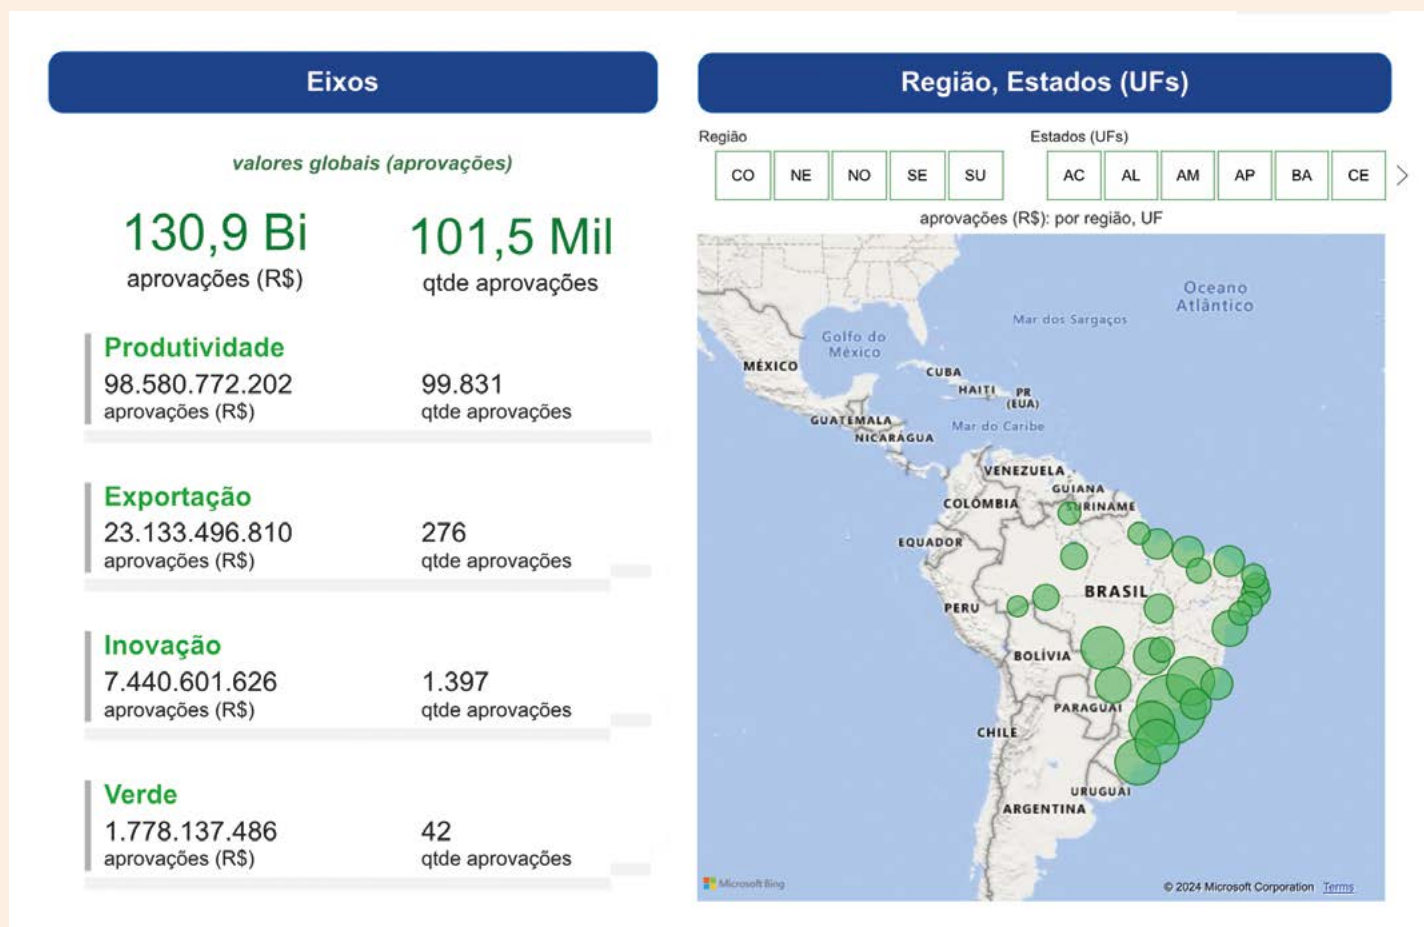 Eixos
valores globais (aprovações)
130,9 Bi
aprovações (R$)
101,5 Mil
qtde aprovações
Produtividade
98.580.772.202
aprovações (R$)
99.831
qtde aprovações
Exportação
23.133.496.810
aprovações (R$)
276
qtde aprovações
Inovação
7.440.601.626
aprovações (R$)
1.397
qtde aprovações
Verde
1.778.137.486
aprovações (R$)
42
qtde aprovações
Região, Estados (UFs)
Região
CO NE NO SE SU
Estados (UFs)
AC AL AM AP BA CE
aprovações (R$): por região, UF
Oceano
Atlântico
Mar dos Sargaços
Golfo do
México
MÉXICO
CUBA
HAITI
PR
(EUA)
GUATEMALA
Mar do Caribe
NICARÁGUA
VENEZUELA
GUIANA
COLÔMBIA
SURINAME
EQUADOR
BRASIL
PERU
BOLÍVIA
PARAGUAI
CHILE
URUGUAI
ARGENTINA
Microsoft Bing
© 2024 Microsoft Corporation Terms